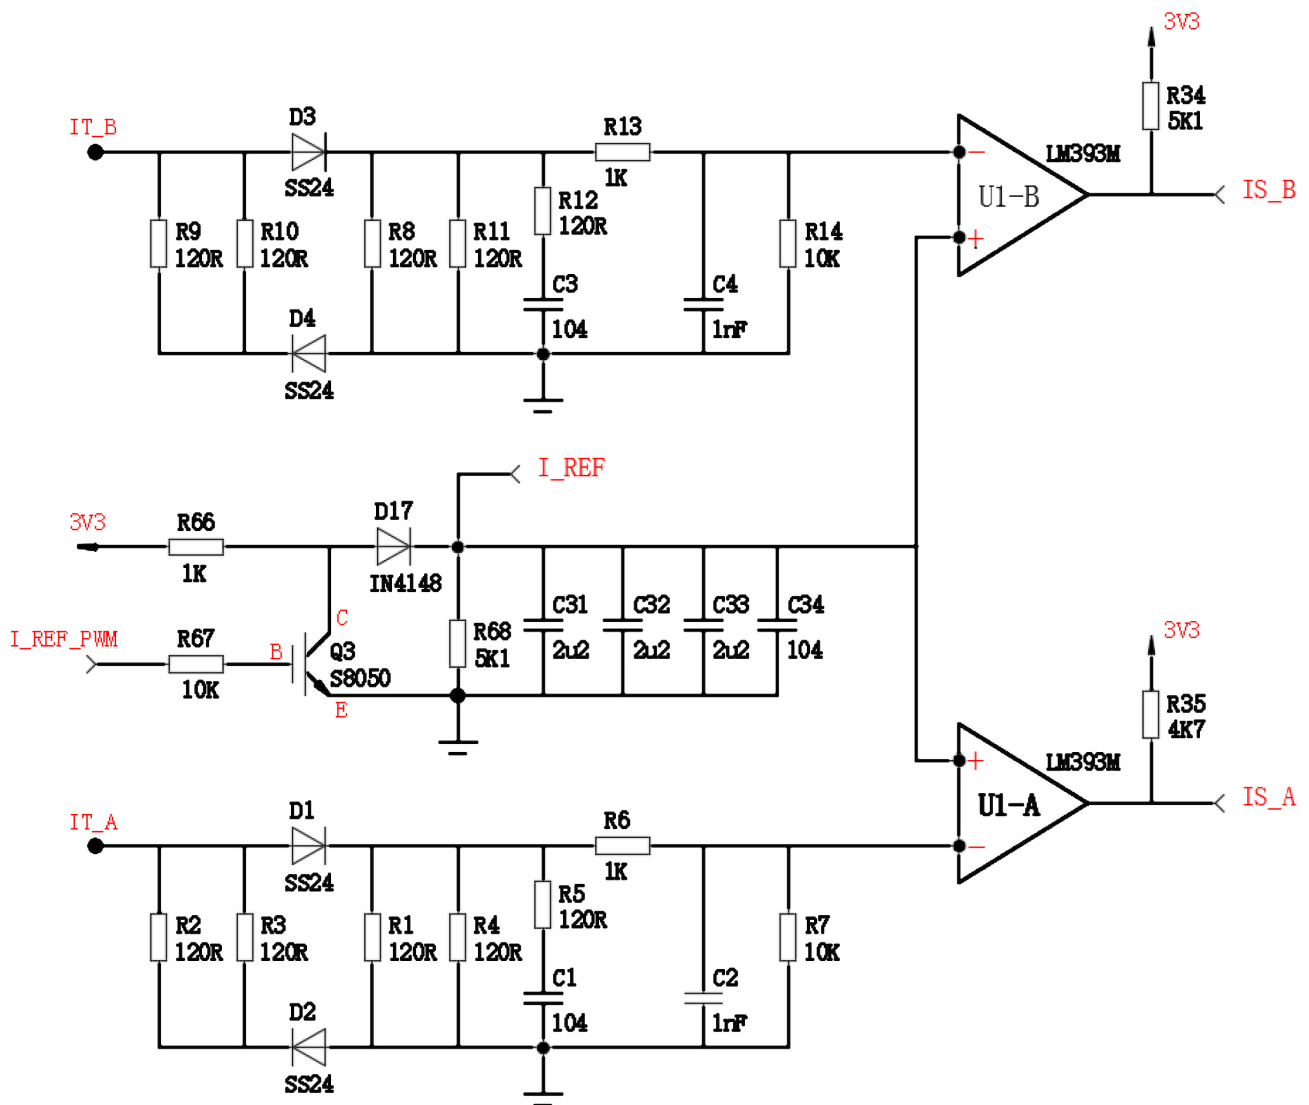 3V3
R34
5K1
D3
IT_B
SS24
R13
1K
LM393M
-
U1-B
+
IS_B
R9
120R
R10
120R
R8
120R
R11
120R
R12
120R
R14
10K
C3
104
C4
1nF
D4
SS24
I_REF
3V3
R66
1K
D17
IN4148
C
I_REF_PWM
R67
10K
B
Q3
S8050
E
R68
5K1
C31
2u2
C32
2u2
C33
2u2
C34
104
3V3
R35
4K7
LM393M
+
U1-A
-
IS_A
D1
IT_A
SS24
R6
1K
R2
120R
R3
120R
R1
120R
R4
120R
R5
120R
R7
10K
C1
104
C2
1nF
D2
SS24